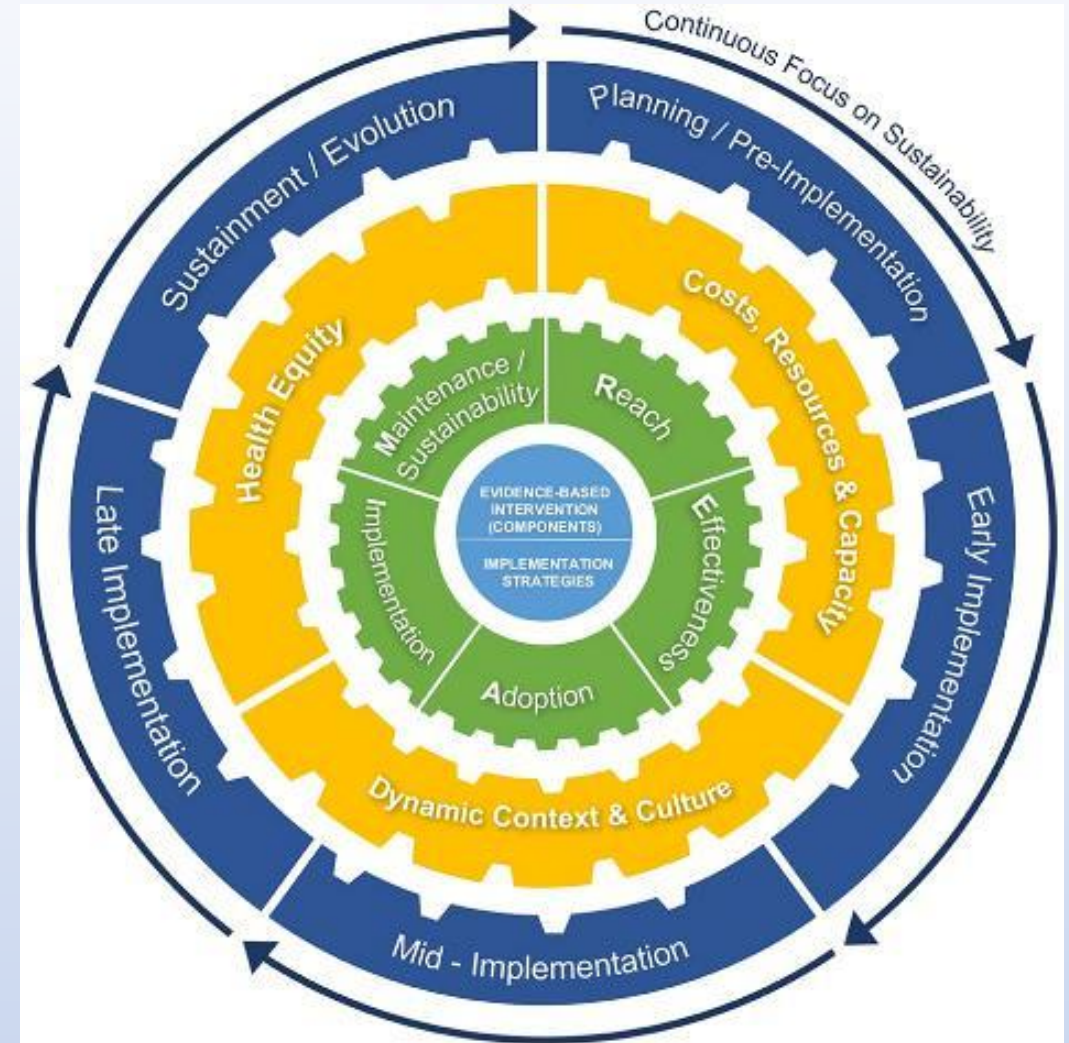 Continuous Focus on Sustainability
Planning / Pre-Implementation
Early Implementation
Mid - Implementation
Late Implementation
Sustainment / Evolution
Costs, Resources & Capacity
Dynamic Context & Culture
Health Equity
Reach
Effectiveness
Adoption
Implementation
Maintenance /
Sustainability
EVIDENCE-BASED
INTERVENTION
(COMPONENTS)
IMPLEMENTATION
STRATEGIES